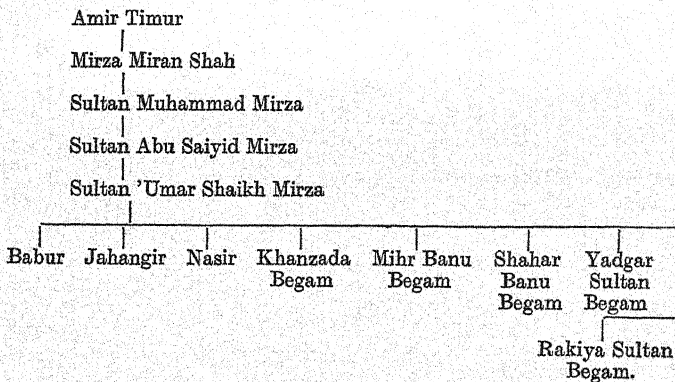 Amir Timur
Mirza Miran Shah
Sultan Muhammad Mirza
Sultan Abu Saiyid Mirza
Sultan 'Umar Shaikh Mirza
Babur Jahangir Nasir Khanzada Mihr Banu Shahar Yadgar
Begam Begam Banu Sultan
Begam Begam
Rakiya Sultan
Begam.